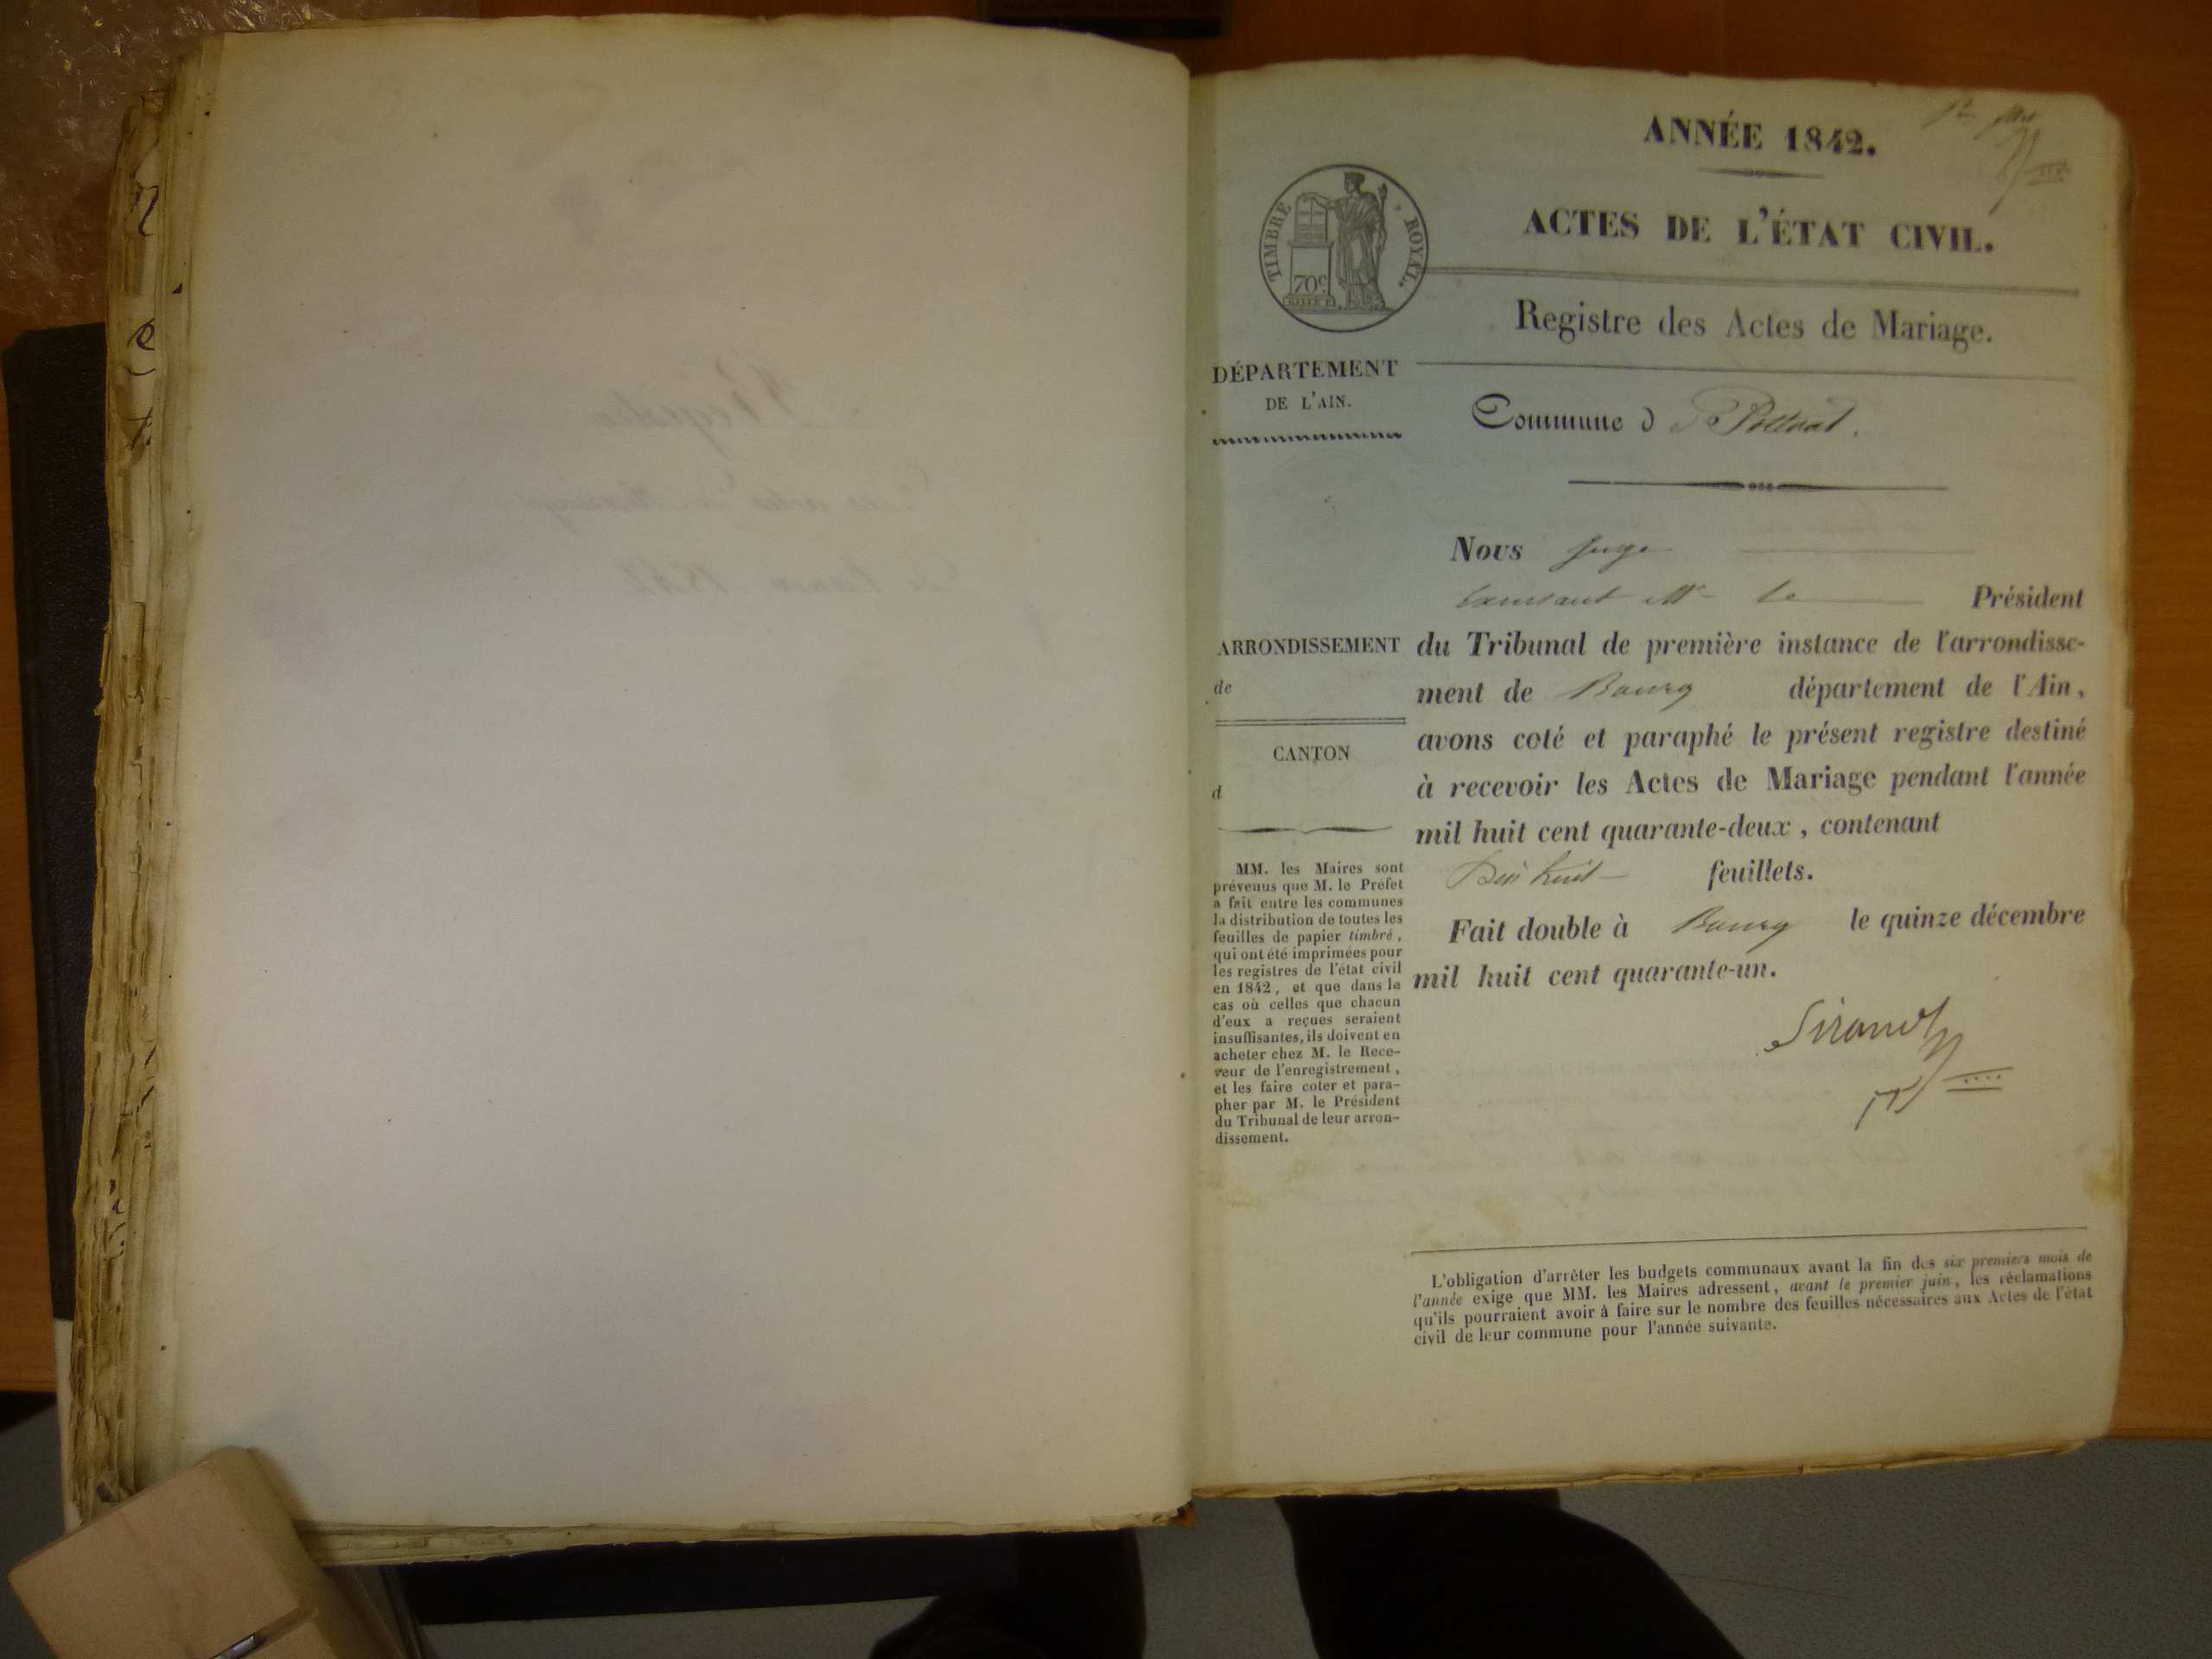 ANNÉE 1842.
TIMBRE ROYAL.
70c
ACTES DE L'ÉTAT CIVIL.
Registre des Actes de Mariage.
DÉPARTEMENT
DE L'AIN.
Commune d
Nous Juge
Président
ARRONDISSEMENT
de
CANTON
d
du Tribunal de première instance de l'arrondisse-
ment de Bourg département de l'Ain,
avons coté et paraphé le présent registre destiné
à recevoir les Actes de Mariage pendant l'année
mil huit cent quarante-deux, contenant
Dix huit feuillets.
Fait double à Bourg le quinze décembre
mil huit cent quarante-un.
Sirand
MM. les Maires sont
prévenus que M. le Préfet
a fait entre les communes
la distribution de toutes les
feuilles de papier timbré,
qui ont été imprimées pour
les registres de l'état civil
en 1842, et que dans le
cas où celles que chacun
d'eux a reçues seraient
insuffisantes, ils doivent en
acheter chez M. le Rece-
veur de l'enregistrement,
et les faire coter et para-
pher par M. le Président
du Tribunal de leur arron-
dissement.
L'obligation d'arrêter les budgets communaux avant la fin des six premiers mois de
l'année exige que MM. les Maires adressent, avant le premier juin, les réclamations
qu'ils pourraient avoir à faire sur le nombre des feuilles nécessaires aux Actes de l'état
civil de leur commune pour l'année suivante.